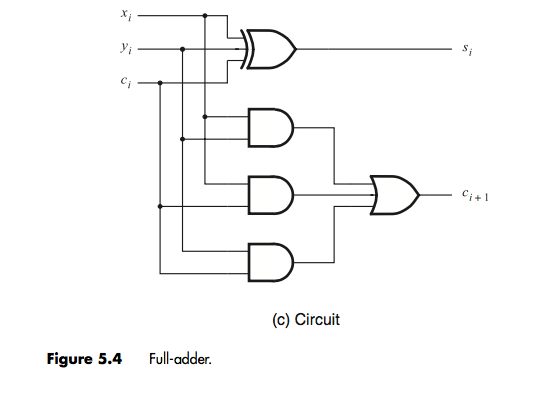 x_i
y_i
s_i
c_i
c_{i+1}
(c) Circuit
Figure 5.4 Full-adder.